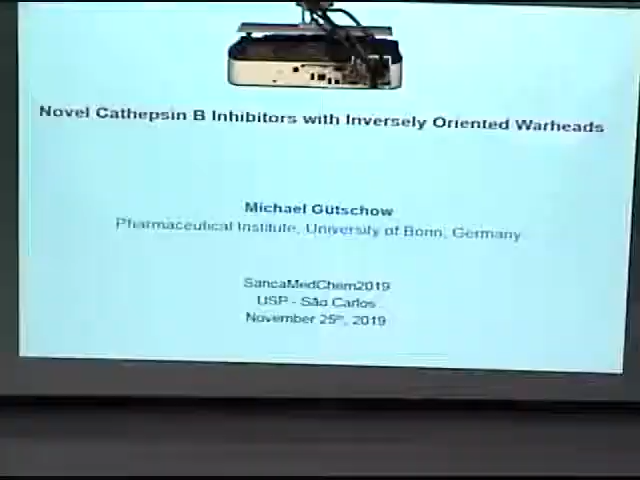 Novel Cathepsin B Inhibitors with Inversely Oriented Warheads
Michael Gütschow
Pharmaceutical Institute, University of Bonn, Germany
SancaMedChem2019
USP - São Carlos
November 25th, 2019